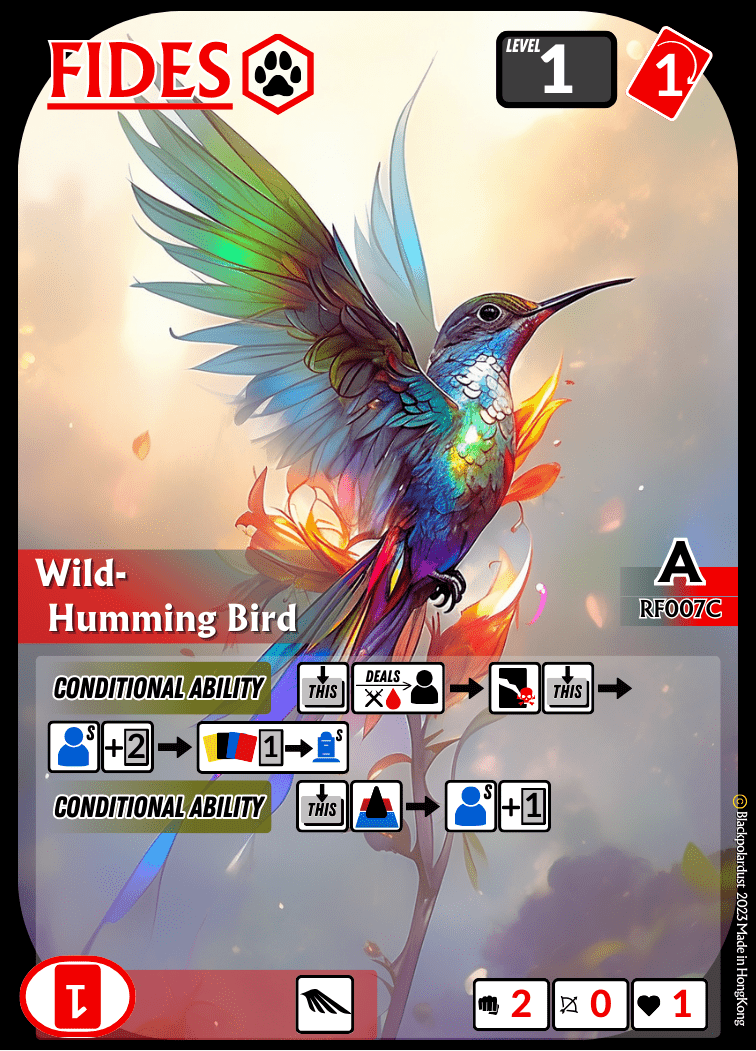 FIDES
LEVEL
1
1
Wild-
Humming Bird
A
RF007C
CONDITIONAL ABILITY THIS DEALS THIS
S +2 1 S
CONDITIONAL ABILITY THIS S +1
1
2 0 1
© Blackpolardust 2023 Made in HongKong